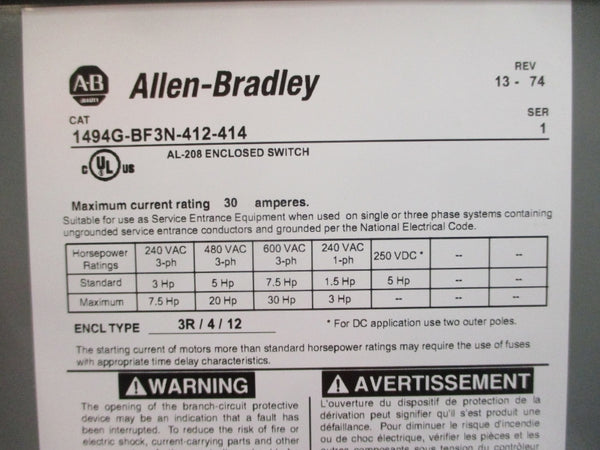 A-B
Allen-Bradley
REV
13 - 74
CAT
SER
1494G-BF3N-412-414
1
c UL US
AL-208 ENCLOSED SWITCH
Maximum current rating 30 amperes.
Suitable for use as Service Entrance Equipment when used on single or three phase systems containing
ungrounded service entrance conductors and grounded per the National Electrical Code.
Horsepower Ratings 240 VAC 3-ph 480 VAC 3-ph 600 VAC 3-ph 240 VAC 1-ph 250 VDC * -- --
Standard 3 Hp 5 Hp 7.5 Hp 1.5 Hp 5 Hp -- --
Maximum 7.5 Hp 20 Hp 30 Hp 3 Hp -- -- --
ENCL TYPE 3R / 4 / 12 * For DC application use two outer poles.
The starting current of motors more than standard horsepower ratings may require the use of fuses
with appropriate time delay characteristics.
WARNING
The opening of the branch-circuit protective
device may be an indication that a fault has
been interrupted. To reduce the risk of fire or
electric shock, current-carrying parts and other
AVERTISSEMENT
L'ouverture du dispositif de protection de la
dérivation peut signifier qu'il s'est produit une
défaillance. Pour diminuer le risque d'incendie
ou de choc électrique, vérifier les pièces et les
autres composants sous tension du contrôleur